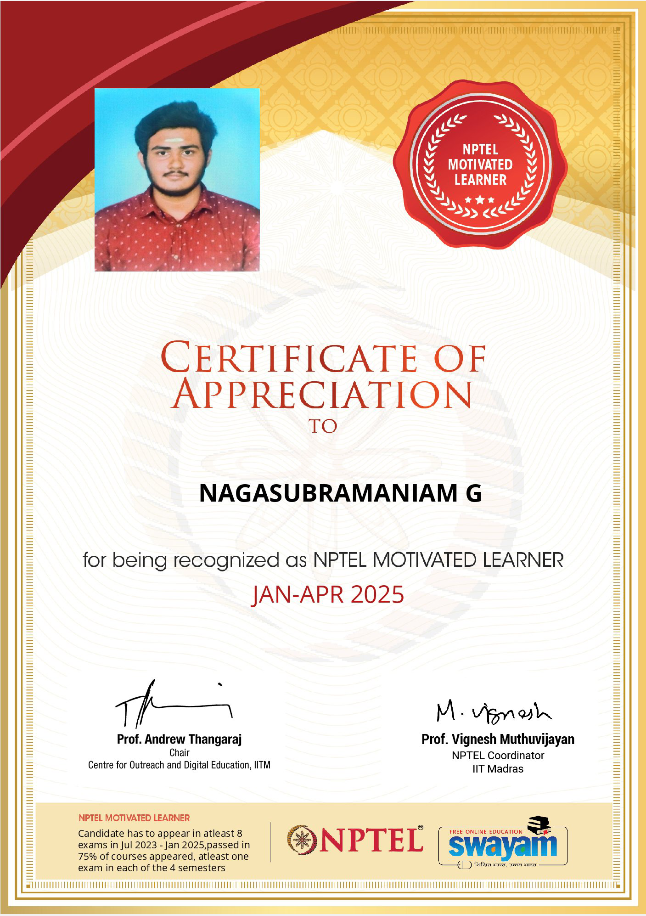 NPTEL
MOTIVATED
LEARNER
CERTIFICATE OF
APPRECIATION
TO
NAGASUBRAMANIAM G
for being recognized as NPTEL MOTIVATED LEARNER
JAN-APR 2025
M. Vignesh
Prof. Andrew Thangaraj
Chair
Centre for Outreach and Digital Education, IITM
Prof. Vignesh Muthuvijayan
NPTEL Coordinator
IIT Madras
NPTEL MOTIVATED LEARNER
Candidate has to appear in atleast 8
exams in Jul 2023 - Jan 2025,passed in
75% of courses appeared, atleast one
exam in each of the 4 semesters
NPTEL®
FREE ONLINE EDUCATION
swayam